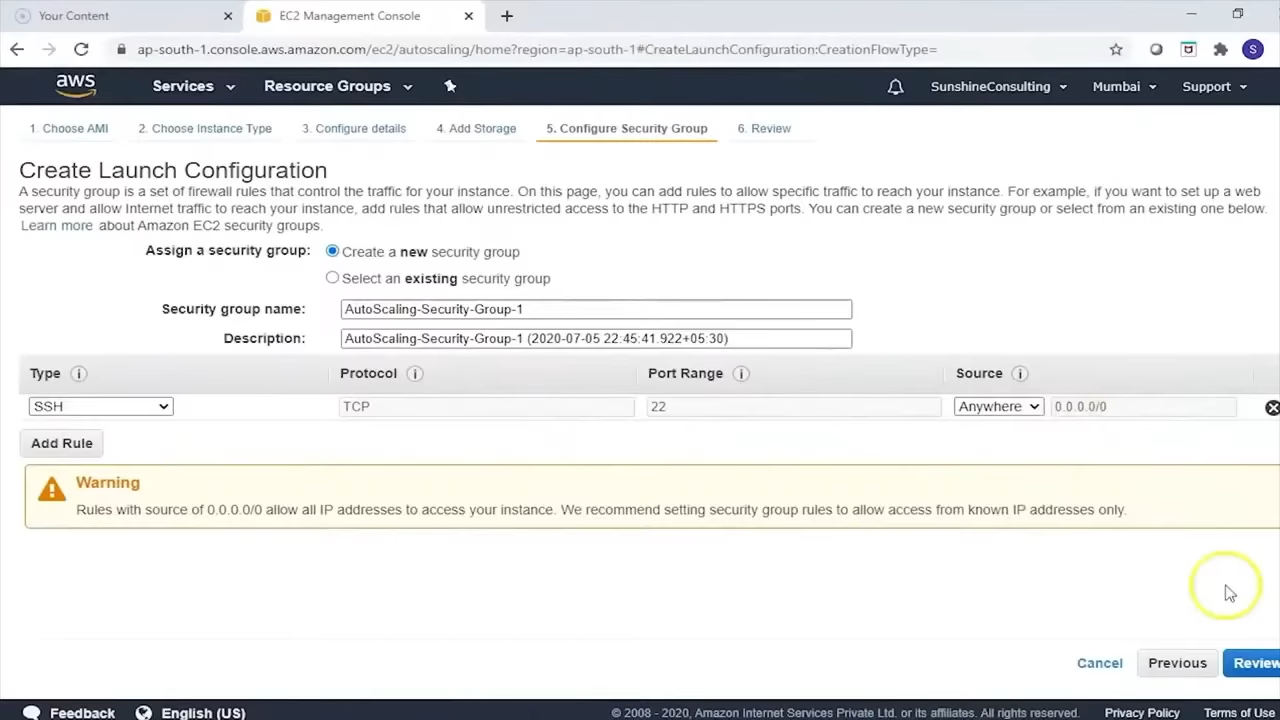 Your Content
EC2 Management Console
ap-south-1.console.aws.amazon.com/ec2/autoscaling/home?region=ap-south-1#CreateLaunchConfiguration:CreationFlowType=
S
aws
Services
Resource Groups
SunshineConsulting
Mumbai
Support
1. Choose AMI
2. Choose Instance Type
3. Configure details
4. Add Storage
5. Configure Security Group
6. Review
Create Launch Configuration
A security group is a set of firewall rules that control the traffic for your instance. On this page, you can add rules to allow specific traffic to reach your instance. For example, if you want to set up a web
server and allow Internet traffic to reach your instance, add rules that allow unrestricted access to the HTTP and HTTPS ports. You can create a new security group or select from an existing one below.
Learn more about Amazon EC2 security groups.
Assign a security group:
Create a new security group
Select an existing security group
Security group name:
AutoScaling-Security-Group-1
Description:
AutoScaling-Security-Group-1 (2020-07-05 22:45:41.922+05:30)
Type
Protocol
Port Range
Source
SSH
TCP
22
Anywhere
0.0.0.0/0
Add Rule
Warning
Rules with source of 0.0.0.0/0 allow all IP addresses to access your instance. We recommend setting security group rules to allow access from known IP addresses only.
Cancel
Previous
Review
Feedback
English (US)
© 2008 - 2020, Amazon Internet Services Private Ltd. or its affiliates. All rights reserved.
Privacy Policy
Terms of Use